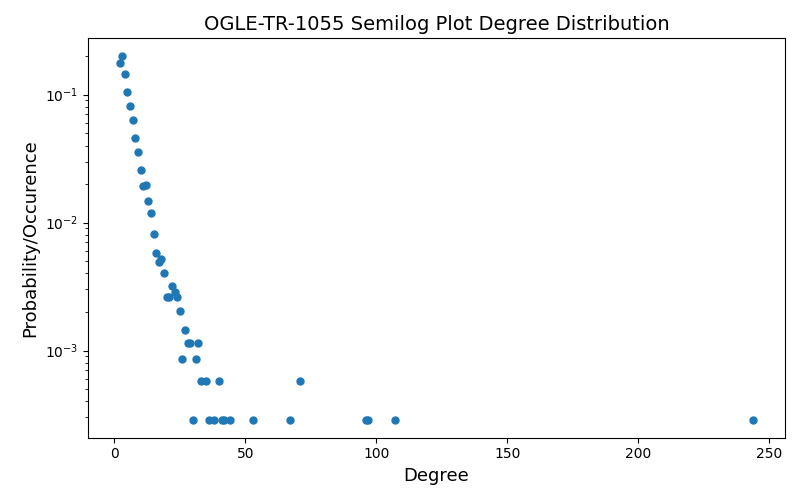 OGLE-TR-1055 Semilog Plot Degree Distribution
Probability/Occurence
10⁻¹
10⁻²
10⁻³
0 50 100 150 200 250
Degree